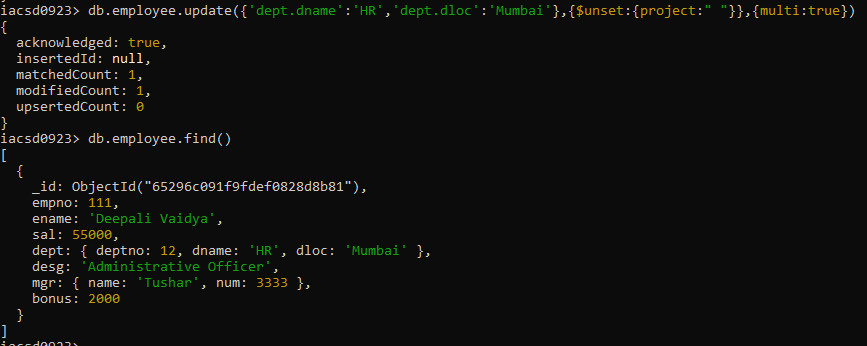 iacsd0923> db.employee.update({'dept.dname':'HR','dept.dloc':'Mumbai'},{$unset:{project:" "}},{multi:true})
{
  acknowledged: true,
  insertedId: null,
  matchedCount: 1,
  modifiedCount: 1,
  upsertedCount: 0
}
iacsd0923> db.employee.find()
[
  {
    _id: ObjectId("65296c091f9fdef0828d8b81"),
    empno: 111,
    ename: 'Deepali Vaidya',
    sal: 55000,
    dept: { deptno: 12, dname: 'HR', dloc: 'Mumbai' },
    desg: 'Administrative Officer',
    mgr: { name: 'Tushar', num: 3333 },
    bonus: 2000
  }
]
iacsd0923>